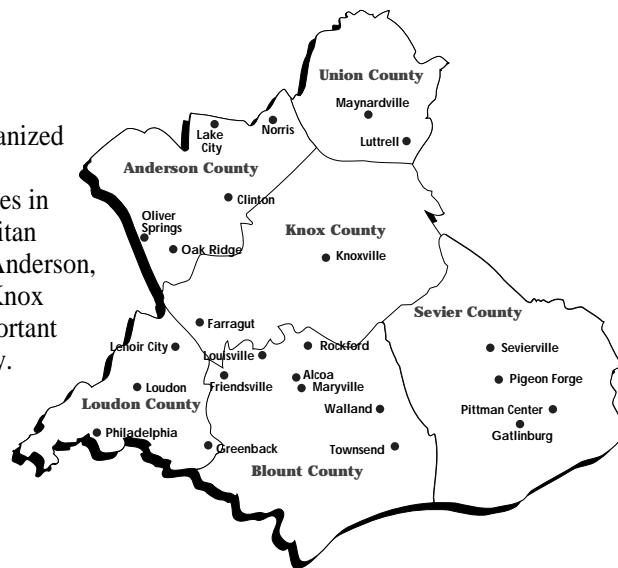 anized
es in
itan
Anderson,
Knox
portant
y.
Union County
Maynardville
Luttrell
Lake
City
Norris
Anderson County
Clinton
Oliver
Springs
Oak Ridge
Knox County
Knoxville
Farragut
Sevier County
Sevierville
Pigeon Forge
Pittman Center
Gatlinburg
Lenoir City
Loudon
Loudon County
Philadelphia
Greenback
Louisville
Friendsville
Rockford
Alcoa
Maryville
Walland
Townsend
Blount County